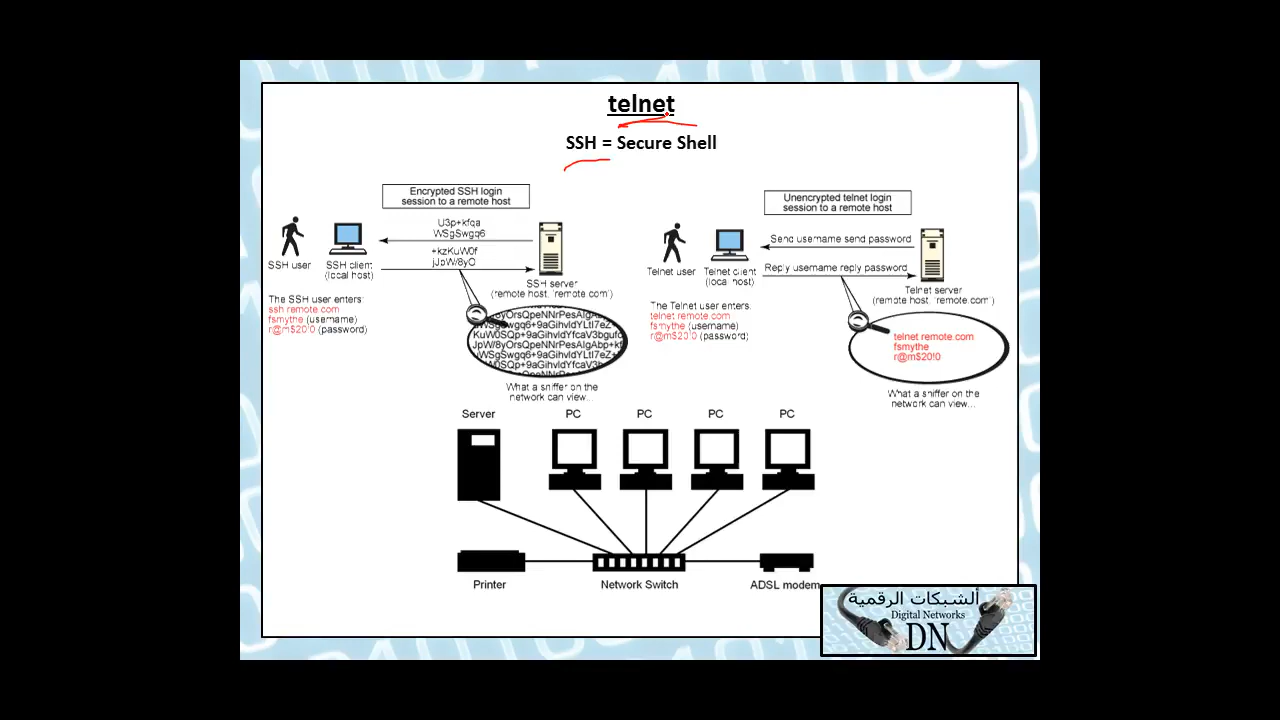 telnet
SSH = Secure Shell
Encrypted SSH login
session to a remote host
U3p+kfqa
WSgSwgq6
+kzKuW0f
jJpW/8yO
SSH user
SSH client
(local host)
SSH server
(remote host, 'remote.com')
The SSH user enters:
ssh remote.com
fsmythe (username)
r@m$20!0 (password)
What a sniffer on the
network can view...
Unencrypted telnet login
session to a remote host
Send username send password
Reply username reply password
Telnet user
Telnet client
(local host)
Telnet server
(remote host, 'remote.com')
The Telnet user enters:
telnet remote.com
fsmythe (username)
r@m$20!0 (password)
telnet remote.com
fsmythe
r@m$20!0
What a sniffer on the
network can view...
Server
PC
PC
PC
PC
Printer
Network Switch
ADSL modem
ألشبكات الرقمية
Digital Networks
DN